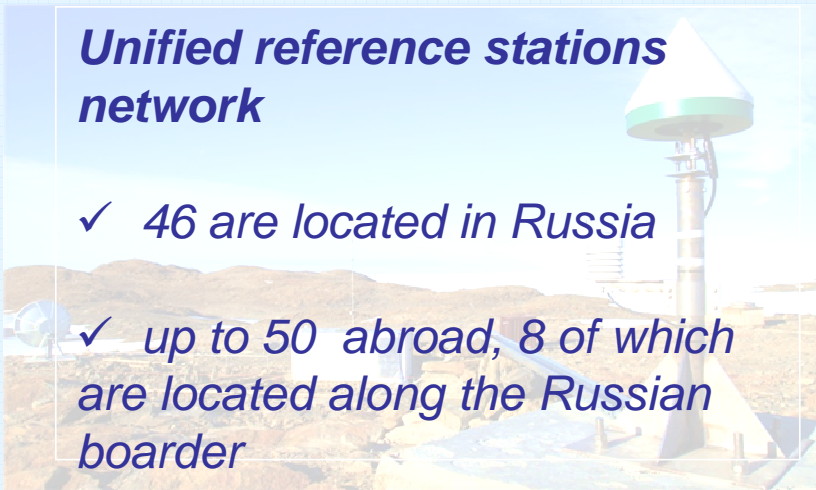 Unified reference stations
network
✓ 46 are located in Russia
✓ up to 50 abroad, 8 of which
are located along the Russian
boarder